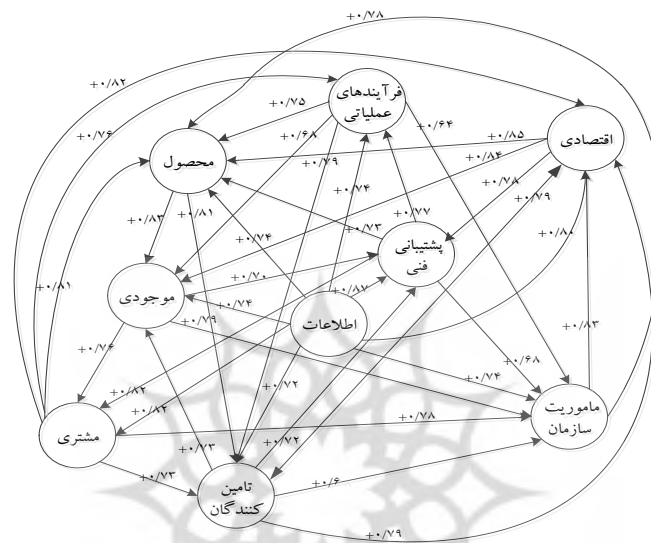 +۰/۷۸
+۰/۸۲
+۰/۷۶
فرآیندهای
عملیاتی
+۰/۷۵
+۰/۶۸
+۰/۶۴
اقتصادی
+۰/۸۵
+۰/۸۴
محصول
+۰/۷۹
+۰/۷۴
+۰/۷۸
+۰/۷۹
+۰/۸۳
+۰/۸۱
+۰/۷۳
+۰/۷۷
+۰/۷۴
+۰/۸۰
پشتیبانی
فنی
+۰/۷۰
+۰/۸۷
موجودی
+۰/۷۴
+۰/۸۱
اطلاعات
+۰/۷۹
+۰/۸۳
+۰/۷۶
+۰/۶۸
+۰/۷۴
+۰/۷۲
+۰/۸۲
+۰/۸۲
ماموریت
سازمان
+۰/۷۸
مشتری
+۰/۷۳
+۰/۷۲
+۰/۷۳
تامین
کنندگان
+۰/۶
+۰/۷۹